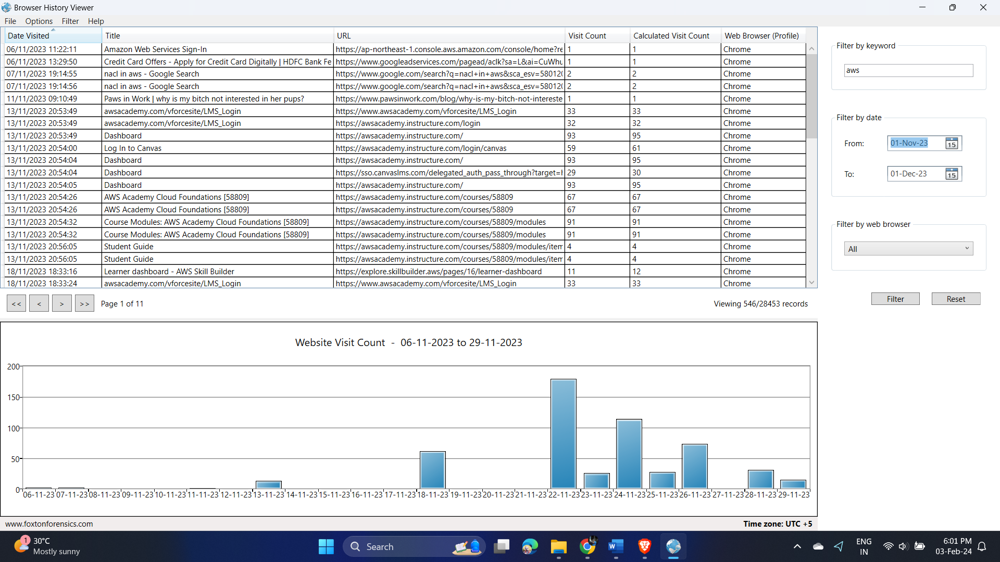 Browser History Viewer
File Options Filter Help
Date Visited Title URL Visit Count Calculated Visit Count Web Browser (Profile)
06/11/2023 11:22:11 Amazon Web Services Sign-In https://ap-northeast-1.console.aws.amazon.com/console/home?re 1 1 Chrome
06/11/2023 13:29:50 Credit Card Offers - Apply for Credit Card Digitally | HDFC Bank Fe https://www.googleadservices.com/pagead/aclk?sa=L&ai=CuWhu 1 1 Chrome
07/11/2023 19:14:55 nacl in aws - Google Search https://www.google.com/search?q=nacl+in+aws&sca_esv=580120 2 2 Chrome
07/11/2023 19:14:56 nacl in aws - Google Search https://www.google.com/search?q=nacl+in+aws&sca_esv=580120 2 2 Chrome
11/11/2023 09:10:49 Paws in Work | why is my bitch not interested in her pups? https://www.pawsinwork.com/blog/why-is-my-bitch-not-intereste 1 1 Chrome
13/11/2023 20:53:49 awsacademy.com/vforcesite/LMS_Login https://www.awsacademy.com/vforcesite/LMS_Login 33 33 Chrome
13/11/2023 20:53:49 awsacademy.com/vforcesite/LMS_Login https://awsacademy.instructure.com/login 32 32 Chrome
13/11/2023 20:53:49 Dashboard https://awsacademy.instructure.com/ 93 95 Chrome
13/11/2023 20:54:00 Log In to Canvas https://awsacademy.instructure.com/login/canvas 59 61 Chrome
13/11/2023 20:54:04 Dashboard https://awsacademy.instructure.com/ 93 95 Chrome
13/11/2023 20:54:04 Dashboard https://sso.canvaslms.com/delegated_auth_pass_through?target=h 29 30 Chrome
13/11/2023 20:54:05 Dashboard https://awsacademy.instructure.com/ 93 95 Chrome
13/11/2023 20:54:26 AWS Academy Cloud Foundations [58809] https://awsacademy.instructure.com/courses/58809 67 67 Chrome
13/11/2023 20:54:26 AWS Academy Cloud Foundations [58809] https://awsacademy.instructure.com/courses/58809 67 67 Chrome
13/11/2023 20:54:32 Course Modules: AWS Academy Cloud Foundations [58809] https://awsacademy.instructure.com/courses/58809/modules 91 91 Chrome
13/11/2023 20:54:32 Course Modules: AWS Academy Cloud Foundations [58809] https://awsacademy.instructure.com/courses/58809/modules 91 91 Chrome
13/11/2023 20:56:05 Student Guide https://awsacademy.instructure.com/courses/58809/modules/item 4 4 Chrome
13/11/2023 20:56:05 Student Guide https://awsacademy.instructure.com/courses/58809/modules/item 4 4 Chrome
18/11/2023 18:33:16 Learner dashboard - AWS Skill Builder https://explore.skillbuilder.aws/pages/16/learner-dashboard 11 12 Chrome
18/11/2023 18:33:24 awsacademy.com/vforcesite/LMS_Login https://www.awsacademy.com/vforcesite/LMS_Login 33 33 Chrome
<< < > >> Page 1 of 11 Viewing 546/28453 records
Filter by keyword
aws
Filter by date
From: 01-Nov-23 15
To: 01-Dec-23 15
Filter by web browser
All
Filter Reset
Website Visit Count - 06-11-2023 to 29-11-2023
200
150
100
50
0
06-11-23 07-11-23 08-11-23 09-11-23 10-11-23 11-11-23 12-11-23 13-11-23 14-11-23 15-11-23 16-11-23 17-11-23 18-11-23 19-11-23 20-11-23 21-11-23 22-11-23 23-11-23 24-11-23 25-11-23 26-11-23 27-11-23 28-11-23 29-11-23
www.foxtonforensics.com Time zone: UTC +5
1 30°C
Mostly sunny
Search
W
ENG
IN
6:01 PM
03-Feb-24